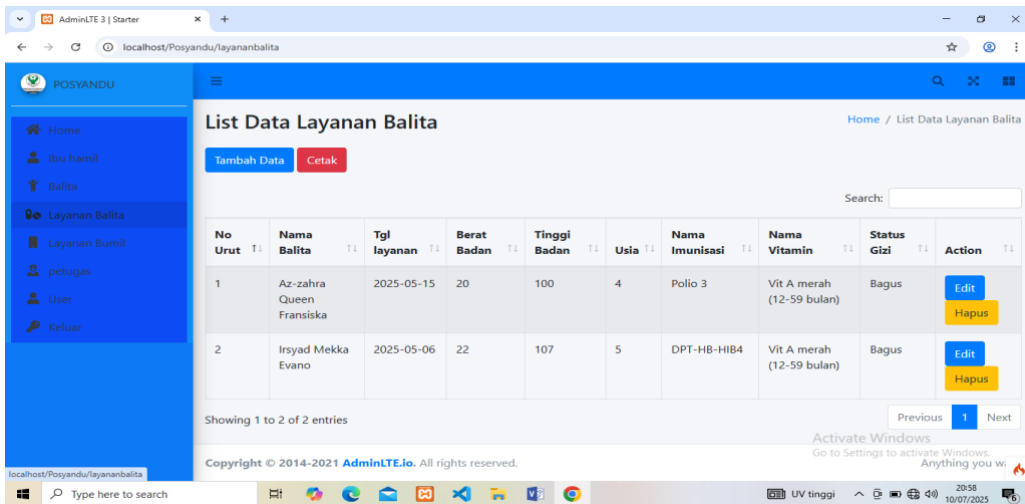 AdminLTE 3 | Starter
localhost/Posyandu/layananbalita
POSYANDU
Home
Ibu hamil
Balita
Layanan Balita
Layanan Bumil
petugas
User
Keluar
List Data Layanan Balita
Home / List Data Layanan Balita
Tambah Data Cetak
Search:
No Urut Nama Balita Tgl layanan Berat Badan Tinggi Badan Usia Nama Imunisasi Nama Vitamin Status Gizi Action
1 Az-zahra Queen Fransiska 2025-05-15 20 100 4 Polio 3 Vit A merah (12-59 bulan) Bagus Edit Hapus
2 Irsyad Mekka Evano 2025-05-06 22 107 5 DPT-HB-HIB4 Vit A merah (12-59 bulan) Bagus Edit Hapus
Showing 1 to 2 of 2 entries
Previous 1 Next
Activate Windows
Go to Settings to activate Windows.
Copyright © 2014-2021 AdminLTE.io. All rights reserved.
Anything you wa
localhost/Posyandu/layananbalita
Type here to search
UV tinggi
20:58
10/07/2025